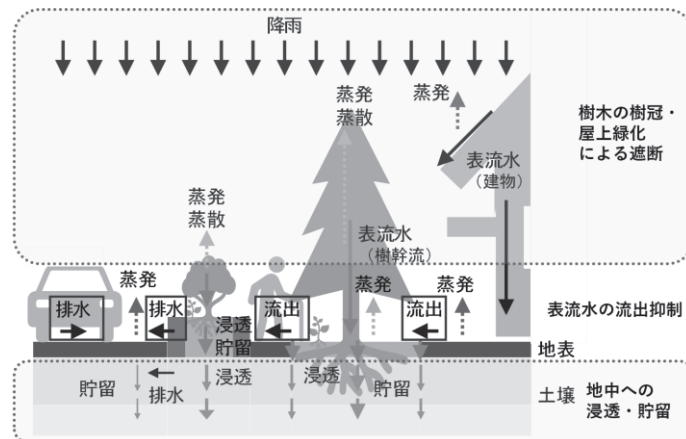 降雨
蒸発
蒸散
蒸発
樹木の樹冠・
屋上緑化
による遮断
表流水
（建物）
蒸発
蒸散
表流水
（樹幹流）
蒸発
蒸発
蒸発
排水
排水
流出
流出
表流水の流出抑制
浸透
貯留
地表
貯留
排水
浸透
浸透
貯留
土壌
地中への
浸透・貯留